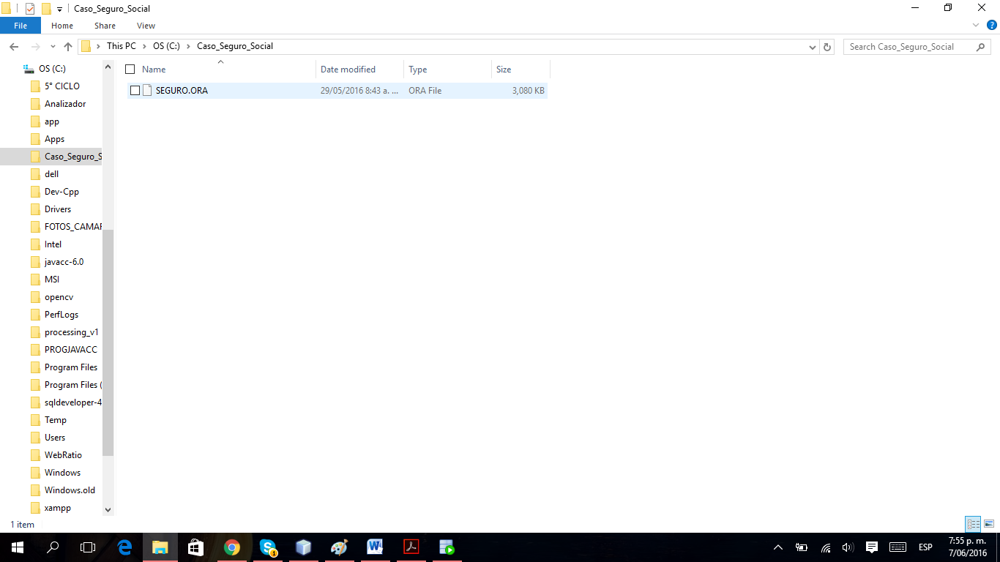 Caso_Seguro_Social
File Home Share View
This PC OS (C:) Caso_Seguro_Social
Search Caso_Seguro_Social
Name Date modified Type Size
SEGURO.ORA 29/05/2016 8:43 a. ... ORA File 3,080 KB
OS (C:)
5° CICLO
Analizador
app
Apps
Caso_Seguro_S
dell
Dev-Cpp
Drivers
FOTOS_CAMAR
Intel
javacc-6.0
MSI
opencv
PerfLogs
processing_v1
PROGJAVACC
Program Files
Program Files (
sqldeveloper-4
Temp
Users
WebRatio
Windows
Windows.old
xampp
1 item
ESP
7:55 p. m.
7/06/2016